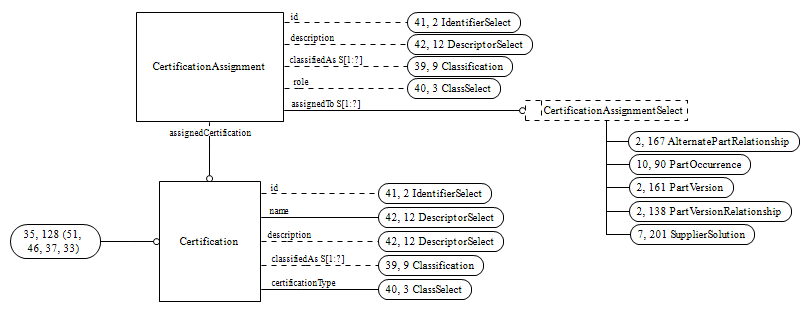 id
41, 2 IdentifierSelect
description
42, 12 DescriptorSelect
CertificationAssignment
classifiedAs S[1:?]
39, 9 Classification
role
40, 3 ClassSelect
assignedTo S[1:?]
CertificationAssignmentSelect
assignedCertification
2, 167 AlternatePartRelationship
10, 90 PartOccurrence
2, 161 PartVersion
2, 138 PartVersionRelationship
7, 201 SupplierSolution
id
41, 2 IdentifierSelect
name
42, 12 DescriptorSelect
35, 128 (51,
46, 37, 33)
Certification
description
42, 12 DescriptorSelect
classifiedAs S[1:?]
39, 9 Classification
certificationType
40, 3 ClassSelect